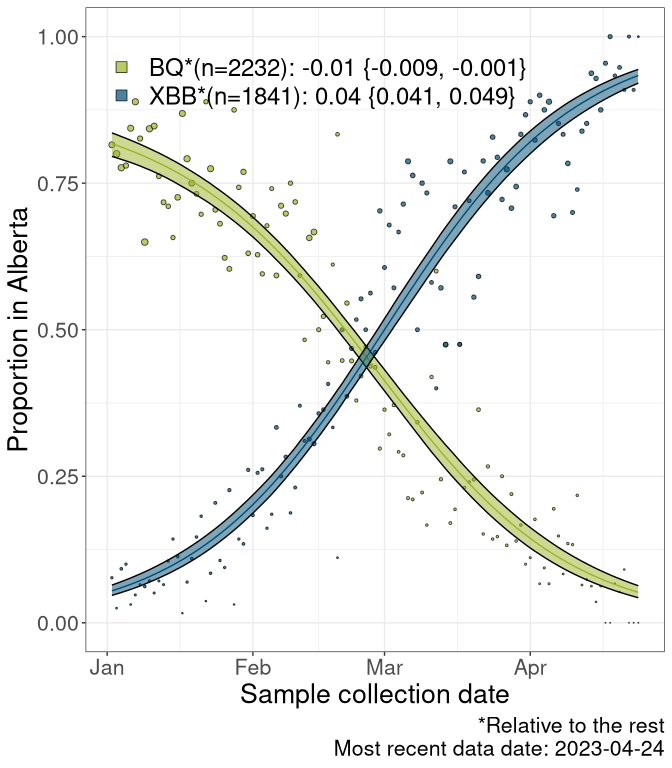 1.00
0.75
0.50
0.25
0.00
Proportion in Alberta
BQ*(n=2232): -0.01 {-0.009, -0.001}
XBB*(n=1841): 0.04 {0.041, 0.049}
Jan Feb Mar Apr
Sample collection date
*Relative to the rest
Most recent data date: 2023-04-24